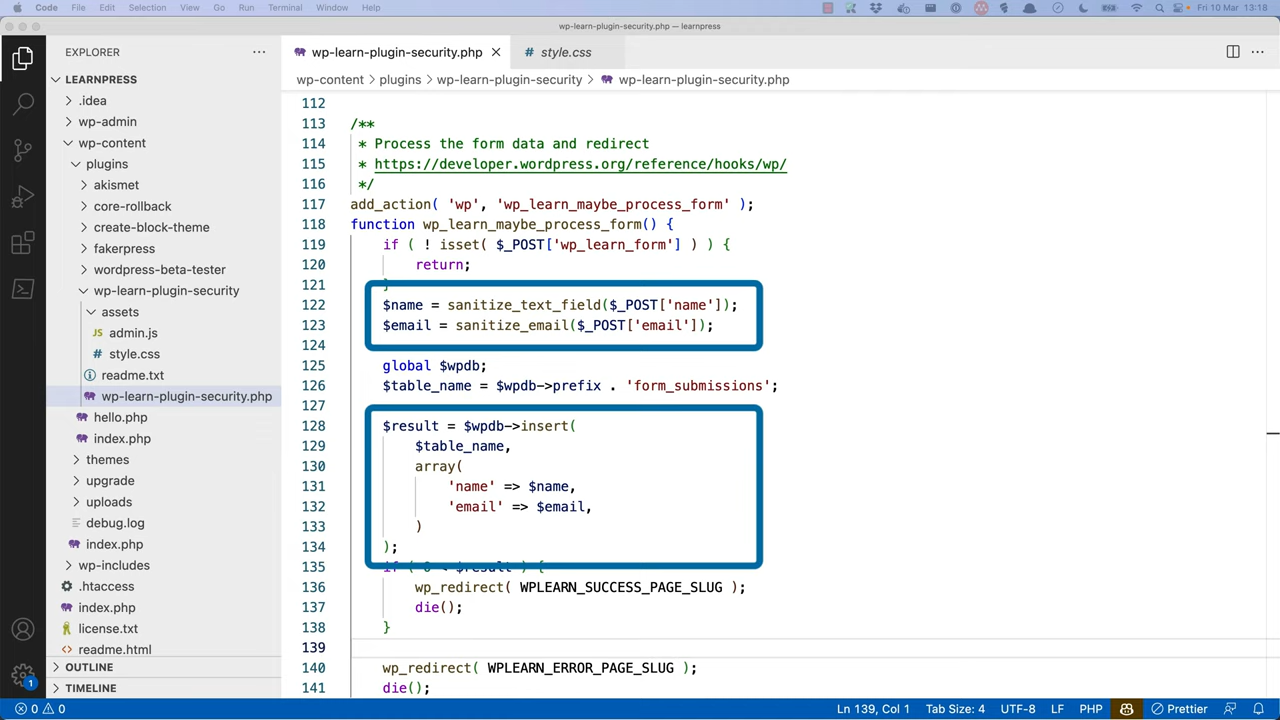 Code File Edit Selection View Go Run Terminal Window Help Fri 10 Mar 13:18
wp-learn-plugin-security.php — learnpress
EXPLORER
wp-learn-plugin-security.php
# style.css
wp-content > plugins > wp-learn-plugin-security > wp-learn-plugin-security.php
LEARNPRESS
.idea
wp-admin
wp-content
plugins
akismet
core-rollback
create-block-theme
fakerpress
wordpress-beta-tester
wp-learn-plugin-security
assets
JS admin.js
# style.css
readme.txt
wp-learn-plugin-security.php
hello.php
index.php
themes
upgrade
uploads
debug.log
index.php
wp-includes
.htaccess
index.php
license.txt
readme.html
OUTLINE
TIMELINE
112
113 /**
114 * Process the form data and redirect
115 * https://developer.wordpress.org/reference/hooks/wp/
116 */
117 add_action( 'wp', 'wp_learn_maybe_process_form' );
118 function wp_learn_maybe_process_form() {
119 if ( ! isset( $_POST['wp_learn_form'] ) ) {
120 return;
121 }
122 $name = sanitize_text_field($_POST['name']);
123 $email = sanitize_email($_POST['email']);
124
125 global $wpdb;
126 $table_name = $wpdb->prefix . 'form_submissions';
127
128 $result = $wpdb->insert(
129 $table_name,
130 array(
131 'name' => $name,
132 'email' => $email,
133 )
134 );
135 if ( 0 < $result ) {
136 wp_redirect( WPLEARN_SUCCESS_PAGE_SLUG );
137 die();
138 }
139
140 wp_redirect( WPLEARN_ERROR_PAGE_SLUG );
141 die();
1
0 0 Ln 139, Col 1 Tab Size: 4 UTF-8 LF PHP Prettier